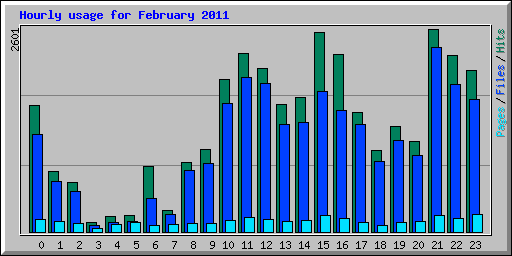 Hourly usage for February 2011
2601
Pages/Files/Hits
0 1 2 3 4 5 6 7 8 9 10 11 12 13 14 15 16 17 18 19 20 21 22 23